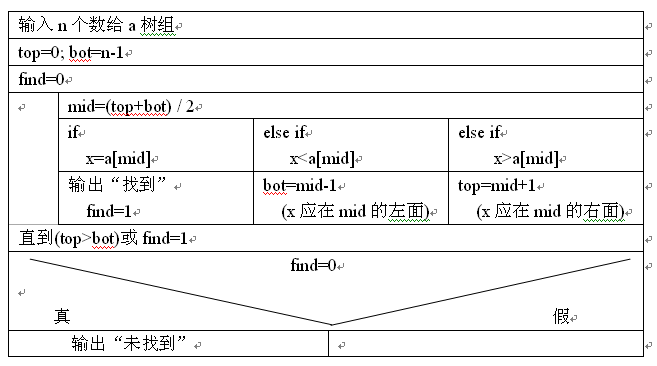 输入 n 个数给 a 树组
top=0; bot=n-1
find=0
mid=(top+bot) / 2
if
x=a[mid]
else if
x<a[mid]
else if
x>a[mid]
输出“找到”
find=1
bot=mid-1
(x 应在 mid 的左面)
top=mid+1
(x 应在 mid 的右面)
直到(top>bot)或 find=1
find=0
真
假
输出“未找到”